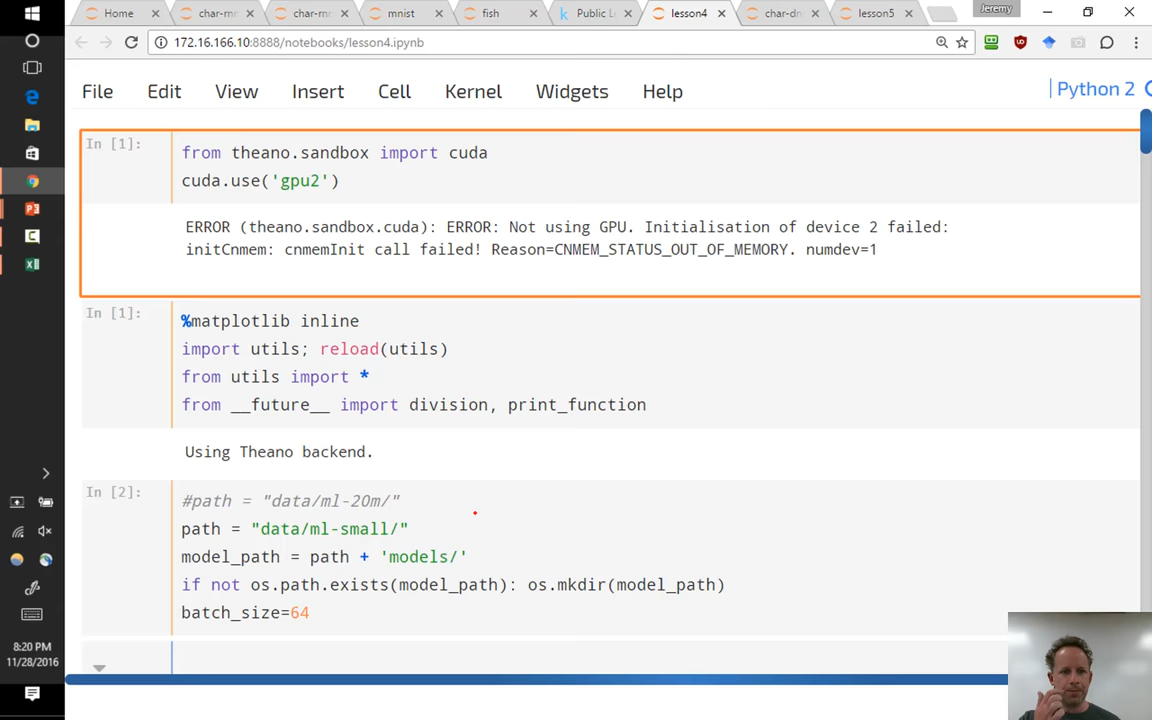 Home
char-rnn
char-rnn
mnist
fish
Public L
lesson4
char-dn
lesson5
Jeremy
172.16.166.10:8888/notebooks/lesson4.ipynb
File Edit View Insert Cell Kernel Widgets Help
Python 2
In [1]:
from theano.sandbox import cuda
cuda.use('gpu2')
ERROR (theano.sandbox.cuda): ERROR: Not using GPU. Initialisation of device 2 failed:
initCnmem: cnmemInit call failed! Reason=CNMEM_STATUS_OUT_OF_MEMORY. numdev=1
In [1]:
%matplotlib inline
import utils; reload(utils)
from utils import *
from __future__ import division, print_function
Using Theano backend.
In [2]:
#path = "data/ml-20m/"
path = "data/ml-small/"
model_path = path + 'models/'
if not os.path.exists(model_path): os.mkdir(model_path)
batch_size=64
8:20 PM
11/28/2016